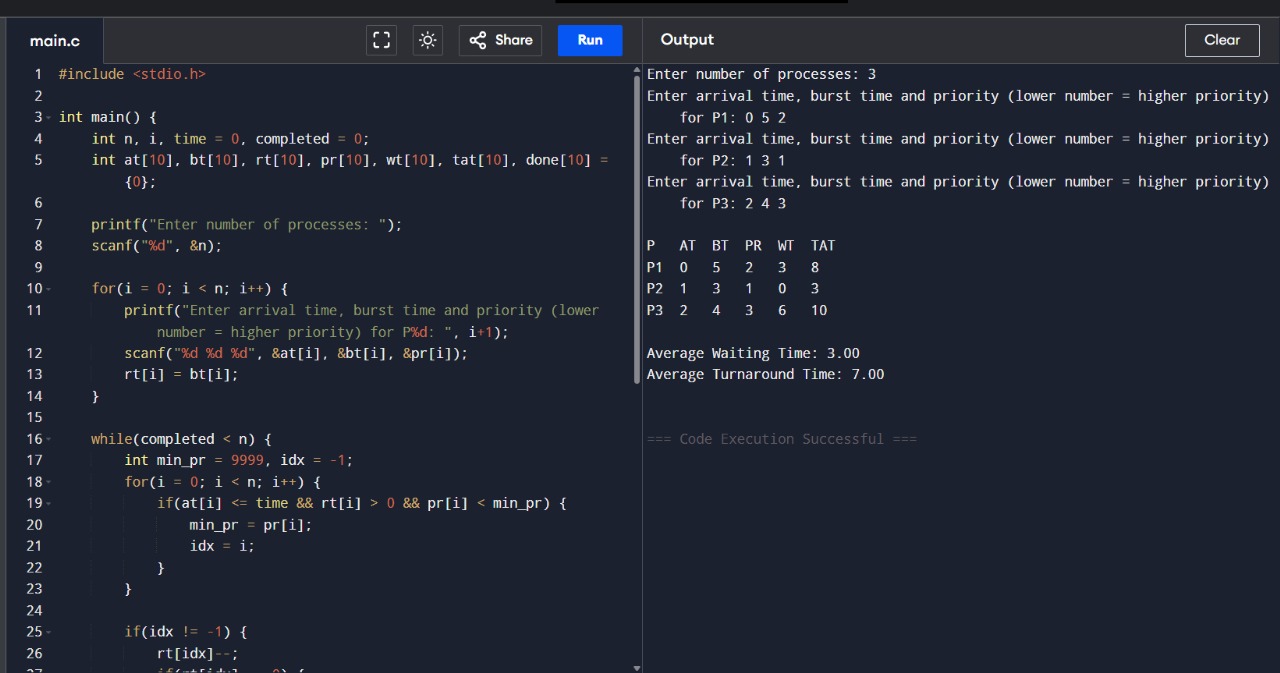 main.c
Share
Run
Output
Clear
1 #include <stdio.h>
2
3 int main() {
4 int n, i, time = 0, completed = 0;
5 int at[10], bt[10], rt[10], pr[10], wt[10], tat[10], done[10] =
{0};
6
7 printf("Enter number of processes: ");
8 scanf("%d", &n);
9
10 for(i = 0; i < n; i++) {
11 printf("Enter arrival time, burst time and priority (lower
number = higher priority) for P%d: ", i+1);
12 scanf("%d %d %d", &at[i], &bt[i], &pr[i]);
13 rt[i] = bt[i];
14 }
15
16 while(completed < n) {
17 int min_pr = 9999, idx = -1;
18 for(i = 0; i < n; i++) {
19 if(at[i] <= time && rt[i] > 0 && pr[i] < min_pr) {
20 min_pr = pr[i];
21 idx = i;
22 }
23 }
24
25 if(idx != -1) {
26 rt[idx]--;
Enter number of processes: 3
Enter arrival time, burst time and priority (lower number = higher priority)
for P1: 0 5 2
Enter arrival time, burst time and priority (lower number = higher priority)
for P2: 1 3 1
Enter arrival time, burst time and priority (lower number = higher priority)
for P3: 2 4 3
P AT BT PR WT TAT
P1 0 5 2 3 8
P2 1 3 1 0 3
P3 2 4 3 6 10
Average Waiting Time: 3.00
Average Turnaround Time: 7.00
=== Code Execution Successful ===